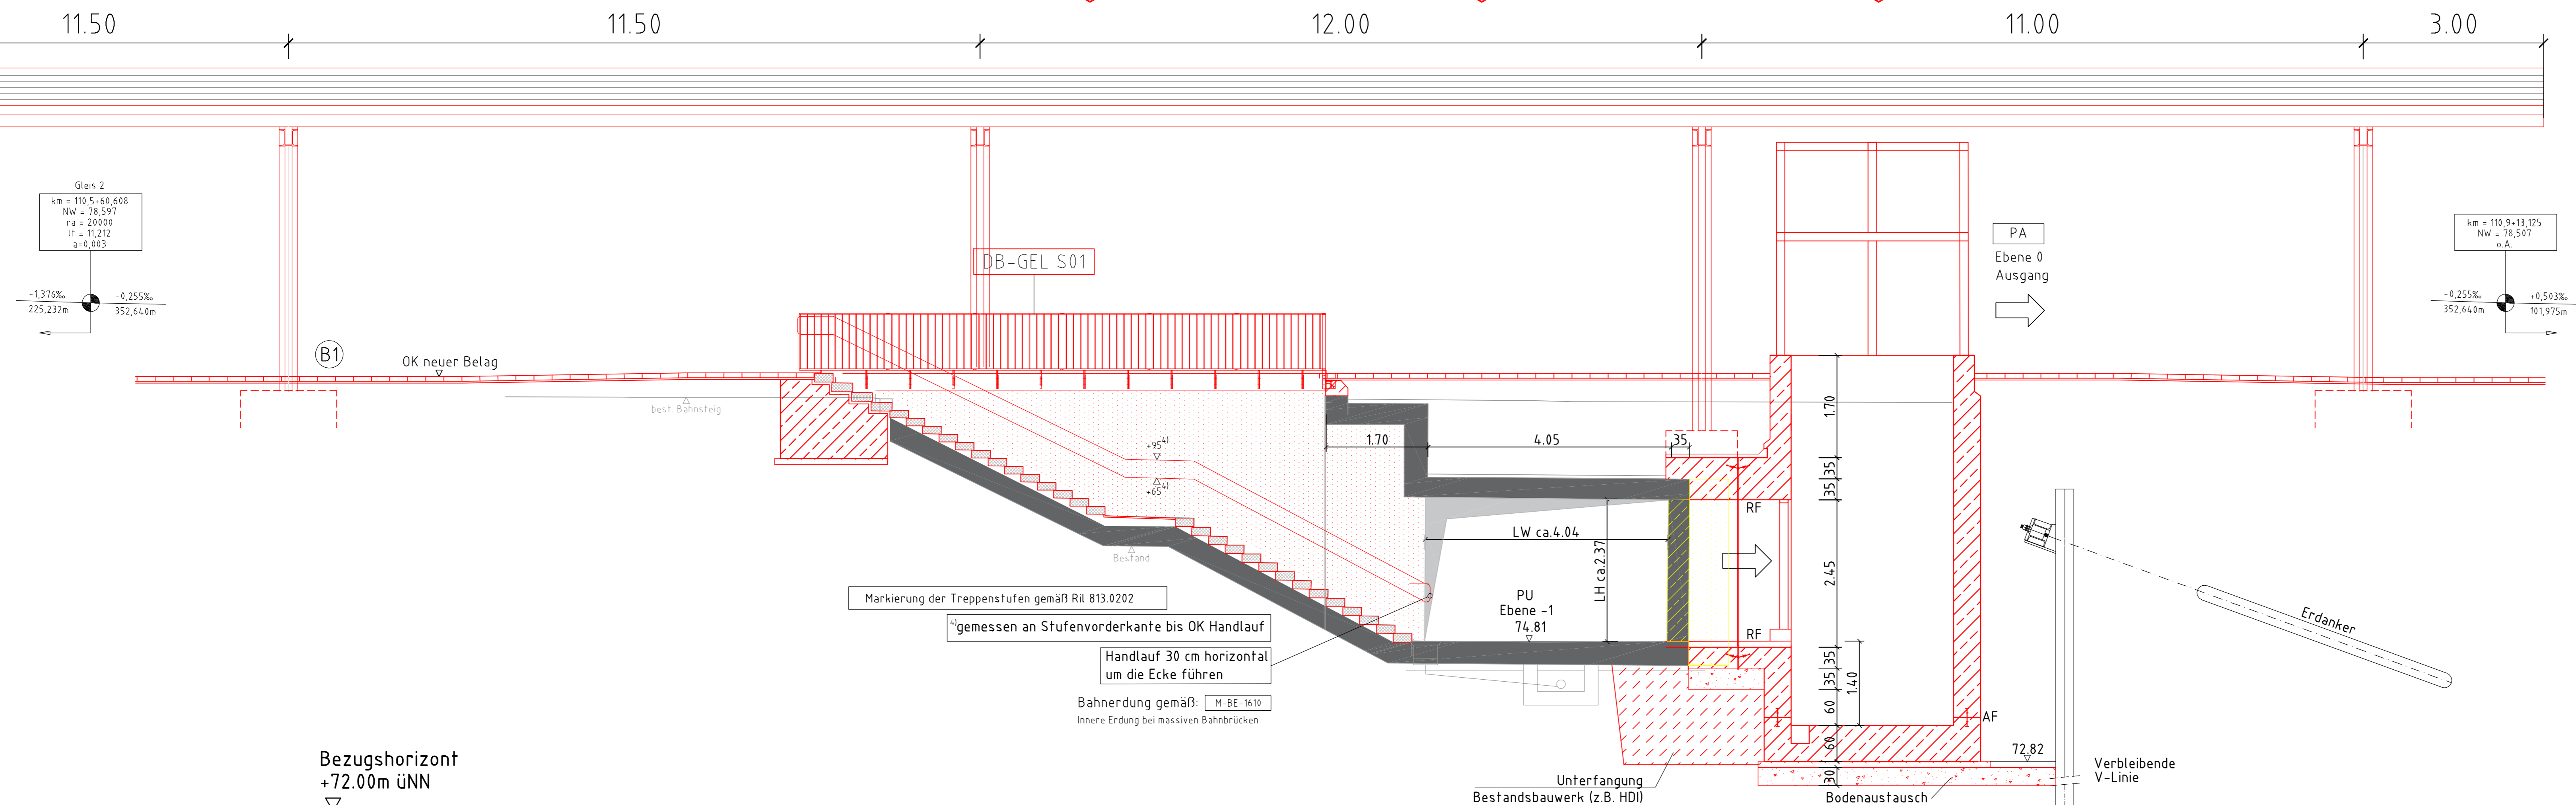 11.50
11.50
12.00
11.00
3.00
Gleis 2
km = 110,5+60,608
NW = 78,597
ra = 20000
lt = 11,212
a=0,003
-1,376‰
-0,255‰
225,232m
352,640m
B1
OK neuer Belag
DB-GEL S01
best. Bahnsteig
PA
Ebene 0
Ausgang
km = 110,9+13,125
NW = 78,507
o.A.
-0,255‰
+0,503‰
352,640m
101,975m
+95⁴⁾
+65⁴⁾
1.70
4.05
35
1.70
35
35
RF
LW ca.4.04
LH ca.2.37
2.45
Bestand
Markierung der Treppenstufen gemäß Ril 813.0202
⁴⁾gemessen an Stufenvorderkante bis OK Handlauf
PU
Ebene -1
74.81
RF
Handlauf 30 cm horizontal
um die Ecke führen
Bahnerdung gemäß:
M-BE-1610
Innere Erdung bei massiven Bahnbrücken
35
35
1.40
60
AF
60
72.82
30
Erdanker
Verbleibende
V-Linie
Unterfangung
Bestandsbauwerk (z.B. HDI)
Bodenaustausch
Bezugshorizont
+72.00m üNN